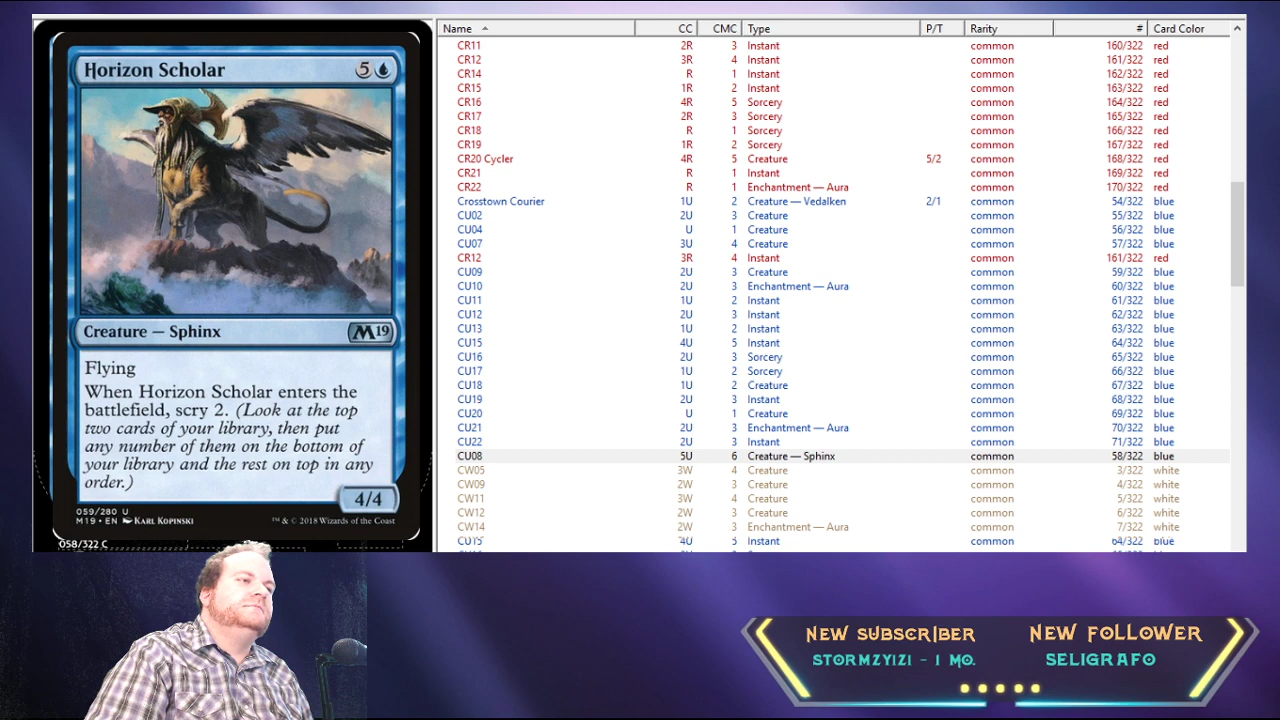 Horizon Scholar 5
Creature — Sphinx M19
Flying
When Horizon Scholar enters the
battlefield, scry 2. (Look at the top
two cards of your library, then put
any number of them on the bottom of
your library and the rest on top in any
order.)
4/4
059/280 U
M19 • EN Karl Kopinski ™ & © 2018 Wizards of the Coast
058/322 C
Name CC CMC Type P/T Rarity # Card Color
CR11 2R 3 Instant common 160/322 red
CR12 3R 4 Instant common 161/322 red
CR14 R 1 Instant common 162/322 red
CR15 1R 2 Instant common 163/322 red
CR16 4R 5 Sorcery common 164/322 red
CR17 2R 3 Sorcery common 165/322 red
CR18 R 1 Sorcery common 166/322 red
CR19 1R 2 Sorcery common 167/322 red
CR20 Cycler 4R 5 Creature 5/2 common 168/322 red
CR21 R 1 Instant common 169/322 red
CR22 R 1 Enchantment — Aura common 170/322 red
Crosstown Courier 1U 2 Creature — Vedalken 2/1 common 54/322 blue
CU02 2U 3 Creature common 55/322 blue
CU04 U 1 Creature common 56/322 blue
CU07 3U 4 Creature common 57/322 blue
CR12 3R 4 Instant common 161/322 red
CU09 2U 3 Creature common 59/322 blue
CU10 2U 3 Enchantment — Aura common 60/322 blue
CU11 1U 2 Instant common 61/322 blue
CU12 2U 3 Instant common 62/322 blue
CU13 1U 2 Instant common 63/322 blue
CU15 4U 5 Instant common 64/322 blue
CU16 2U 3 Sorcery common 65/322 blue
CU17 1U 2 Sorcery common 66/322 blue
CU18 1U 2 Creature common 67/322 blue
CU19 2U 3 Instant common 68/322 blue
CU20 U 1 Creature common 69/322 blue
CU21 2U 3 Enchantment — Aura common 70/322 blue
CU22 2U 3 Instant common 71/322 blue
CU08 5U 6 Creature — Sphinx common 58/322 blue
CW05 3W 4 Creature common 3/322 white
CW09 2W 3 Creature common 4/322 white
CW11 3W 4 Creature common 5/322 white
CW12 2W 3 Creature common 6/322 white
CW14 2W 3 Enchantment — Aura common 7/322 white
CU15 4U 5 Instant common 64/322 blue
NEW SUBSCRIBER
STORMZYIZI - 1 MO.
NEW FOLLOWER
SELIGRAFO